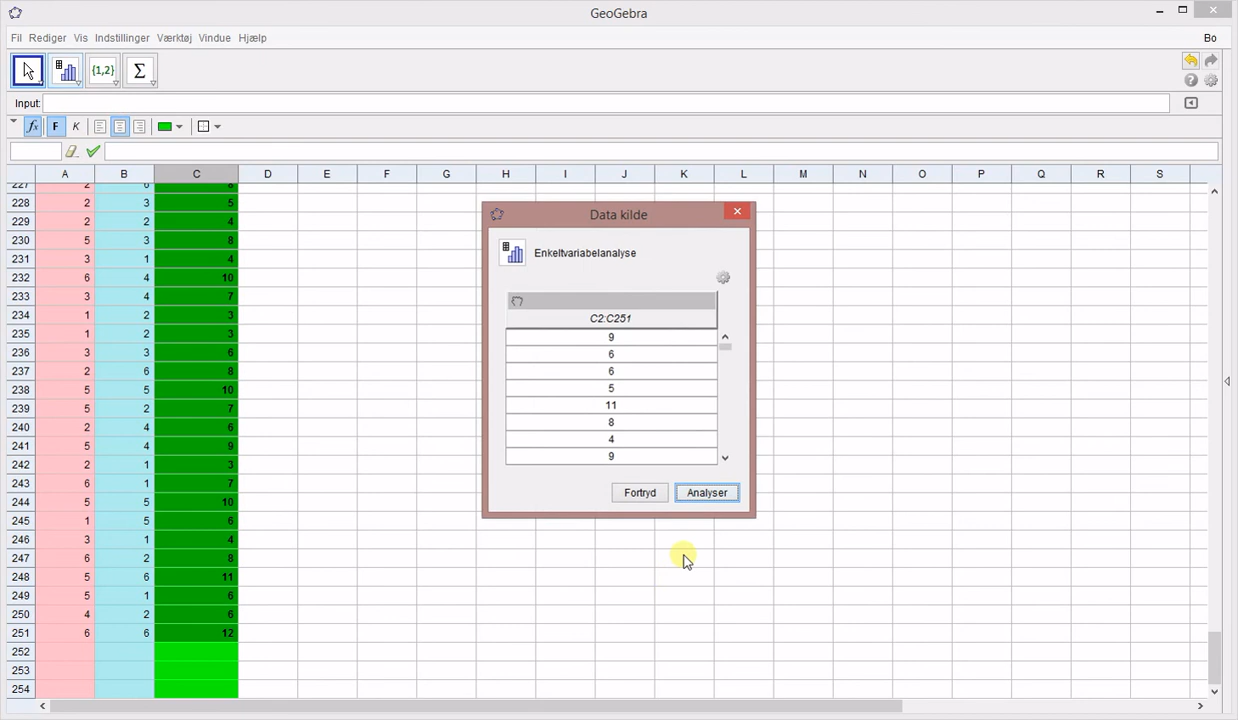 GeoGebra
Fil Rediger Vis Indstillinger Værktøj Vindue Hjælp Bo
{1,2} Σ
Input:
fx F K
A B C D E F G H I J K L M N O P Q R S
227 2 6 8
228 2 3 5
229 2 2 4
230 5 3 8
231 3 1 4
232 6 4 10
233 3 4 7
234 1 2 3
235 1 2 3
236 3 3 6
237 2 6 8
238 5 5 10
239 5 2 7
240 2 4 6
241 5 4 9
242 2 1 3
243 6 1 7
244 5 5 10
245 1 5 6
246 3 1 4
247 6 2 8
248 5 6 11
249 5 1 6
250 4 2 6
251 6 6 12
252
253
254
Data kilde
Enkeltvariabelanalyse
C2:C251
9
6
6
5
11
8
4
9
Fortryd Analyser